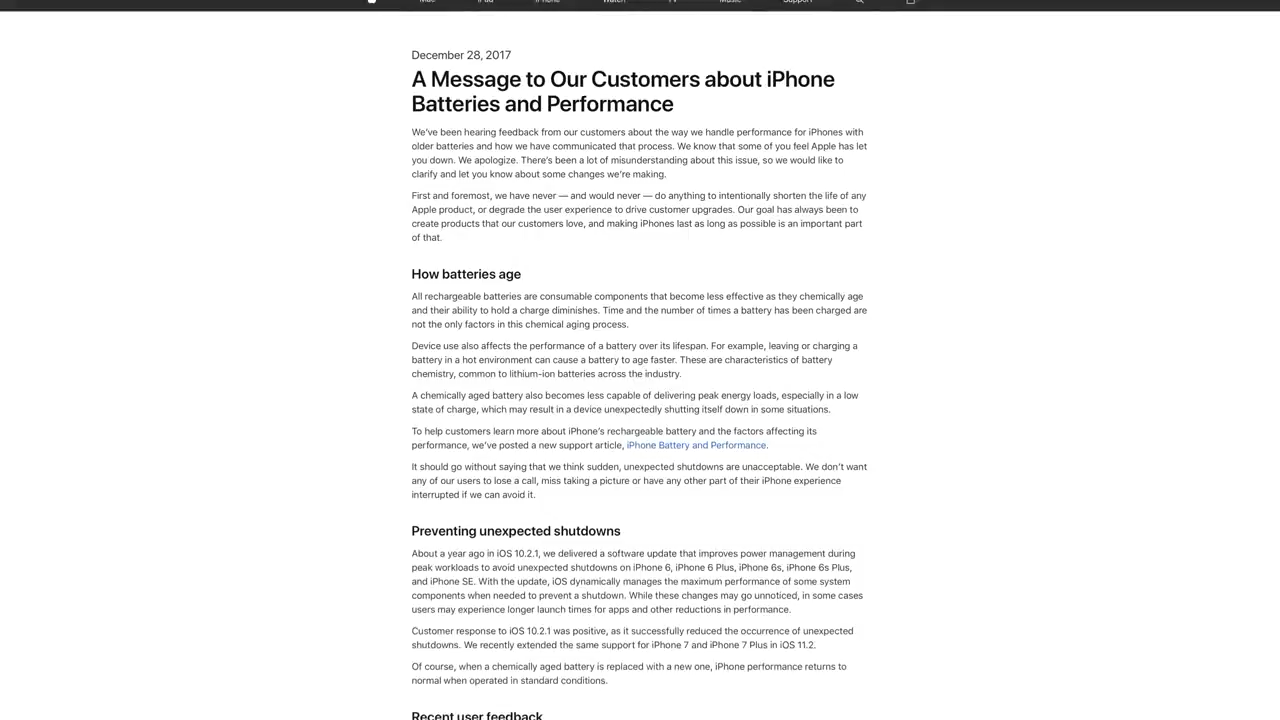 Mac iPad iPhone Watch TV Music Support
December 28, 2017
A Message to Our Customers about iPhone
Batteries and Performance
We’ve been hearing feedback from our customers about the way we handle performance for iPhones with
older batteries and how we have communicated that process. We know that some of you feel Apple has let
you down. We apologize. There’s been a lot of misunderstanding about this issue, so we would like to
clarify and let you know about some changes we’re making.
First and foremost, we have never — and would never — do anything to intentionally shorten the life of any
Apple product, or degrade the user experience to drive customer upgrades. Our goal has always been to
create products that our customers love, and making iPhones last as long as possible is an important part
of that.
How batteries age
All rechargeable batteries are consumable components that become less effective as they chemically age
and their ability to hold a charge diminishes. Time and the number of times a battery has been charged are
not the only factors in this chemical aging process.
Device use also affects the performance of a battery over its lifespan. For example, leaving or charging a
battery in a hot environment can cause a battery to age faster. These are characteristics of battery
chemistry, common to lithium-ion batteries across the industry.
A chemically aged battery also becomes less capable of delivering peak energy loads, especially in a low
state of charge, which may result in a device unexpectedly shutting itself down in some situations.
To help customers learn more about iPhone’s rechargeable battery and the factors affecting its
performance, we’ve posted a new support article, iPhone Battery and Performance.
It should go without saying that we think sudden, unexpected shutdowns are unacceptable. We don’t want
any of our users to lose a call, miss taking a picture or have any other part of their iPhone experience
interrupted if we can avoid it.
Preventing unexpected shutdowns
About a year ago in iOS 10.2.1, we delivered a software update that improves power management during
peak workloads to avoid unexpected shutdowns on iPhone 6, iPhone 6 Plus, iPhone 6s, iPhone 6s Plus,
and iPhone SE. With the update, iOS dynamically manages the maximum performance of some system
components when needed to prevent a shutdown. While these changes may go unnoticed, in some cases
users may experience longer launch times for apps and other reductions in performance.
Customer response to iOS 10.2.1 was positive, as it successfully reduced the occurrence of unexpected
shutdowns. We recently extended the same support for iPhone 7 and iPhone 7 Plus in iOS 11.2.
Of course, when a chemically aged battery is replaced with a new one, iPhone performance returns to
normal when operated in standard conditions.
Recent user feedback